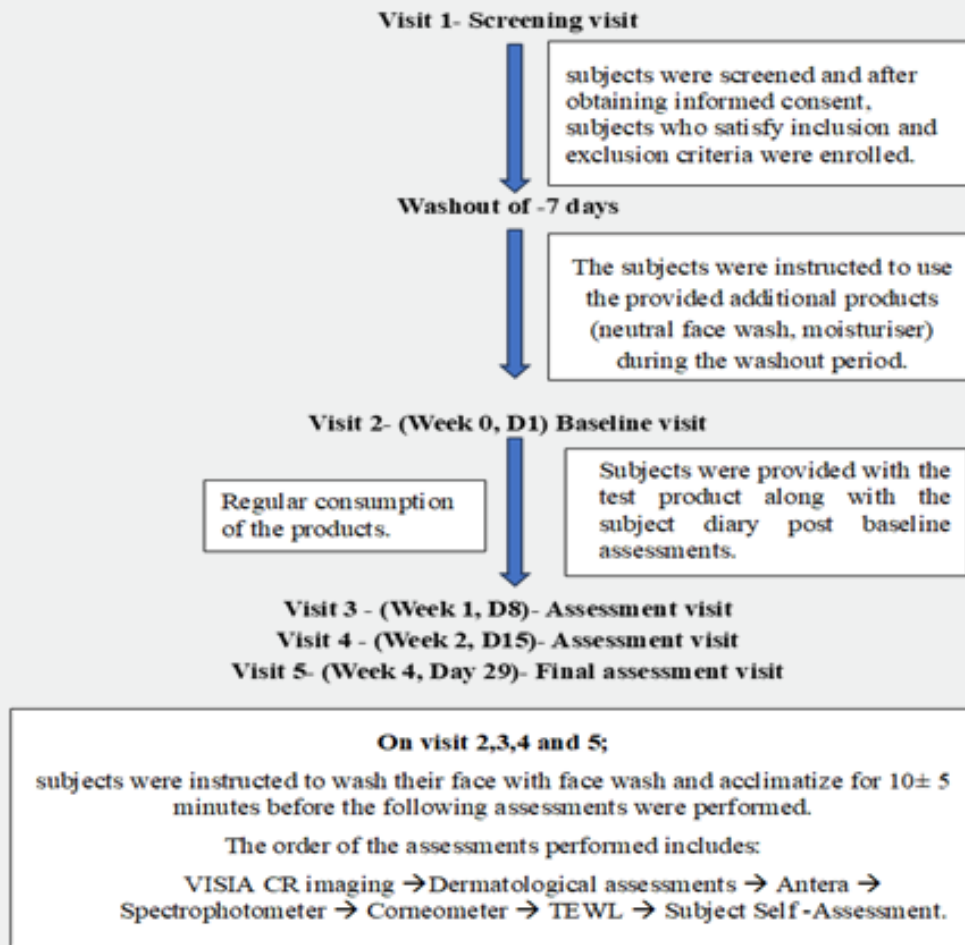 Visit 1- Screening visit
subjects were screened and after
obtaining informed consent,
subjects who satisfy inclusion and
exclusion criteria were enrolled.
Washout of -7 days
The subjects were instructed to use
the provided additional products
(neutral face wash, moisturiser)
during the washout period.
Visit 2- (Week 0, D1) Baseline visit
Regular consumption
of the products.
Subjects were provided with the
test product along with the
subject diary post baseline
assessments.
Visit 3 - (Week 1, D8)- Assessment visit
Visit 4 - (Week 2, D15)- Assessment visit
Visit 5- (Week 4, Day 29)- Final assessment visit
On visit 2,3,4 and 5;
subjects were instructed to wash their face with face wash and acclimatize for 10± 5
minutes before the following assessments were performed.
The order of the assessments performed includes:
VISIA CR imaging →Dermatological assessments → Antera →
Spectrophotometer → Corneometer → TEWL → Subject Self-Assessment.